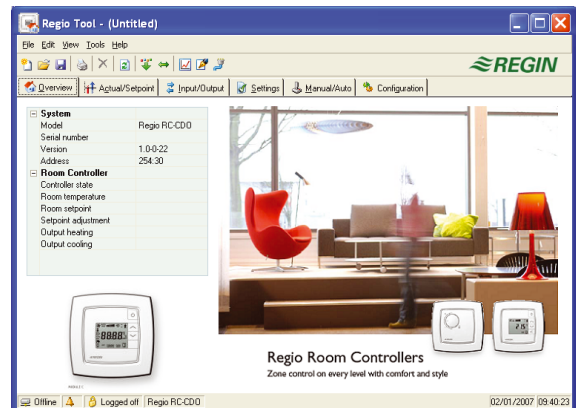 Regio Tool - (Untitled)
File Edit View Tools Help
REGIN
Overview Actual/Setpoint Input/Output Settings Manual/Auto Configuration
System
Model Regio RC-CDO
Serial number
Version 1.0-0-22
Address 254:30
Room Controller
Controller state
Room temperature
Room setpoint
Setpoint adjustment
Output heating
Output cooling
88.88
Regio Room Controllers
Zone control on every level with comfort and style
Offline Logged off Regio RC-CDO 02/01/2007 09:40:23